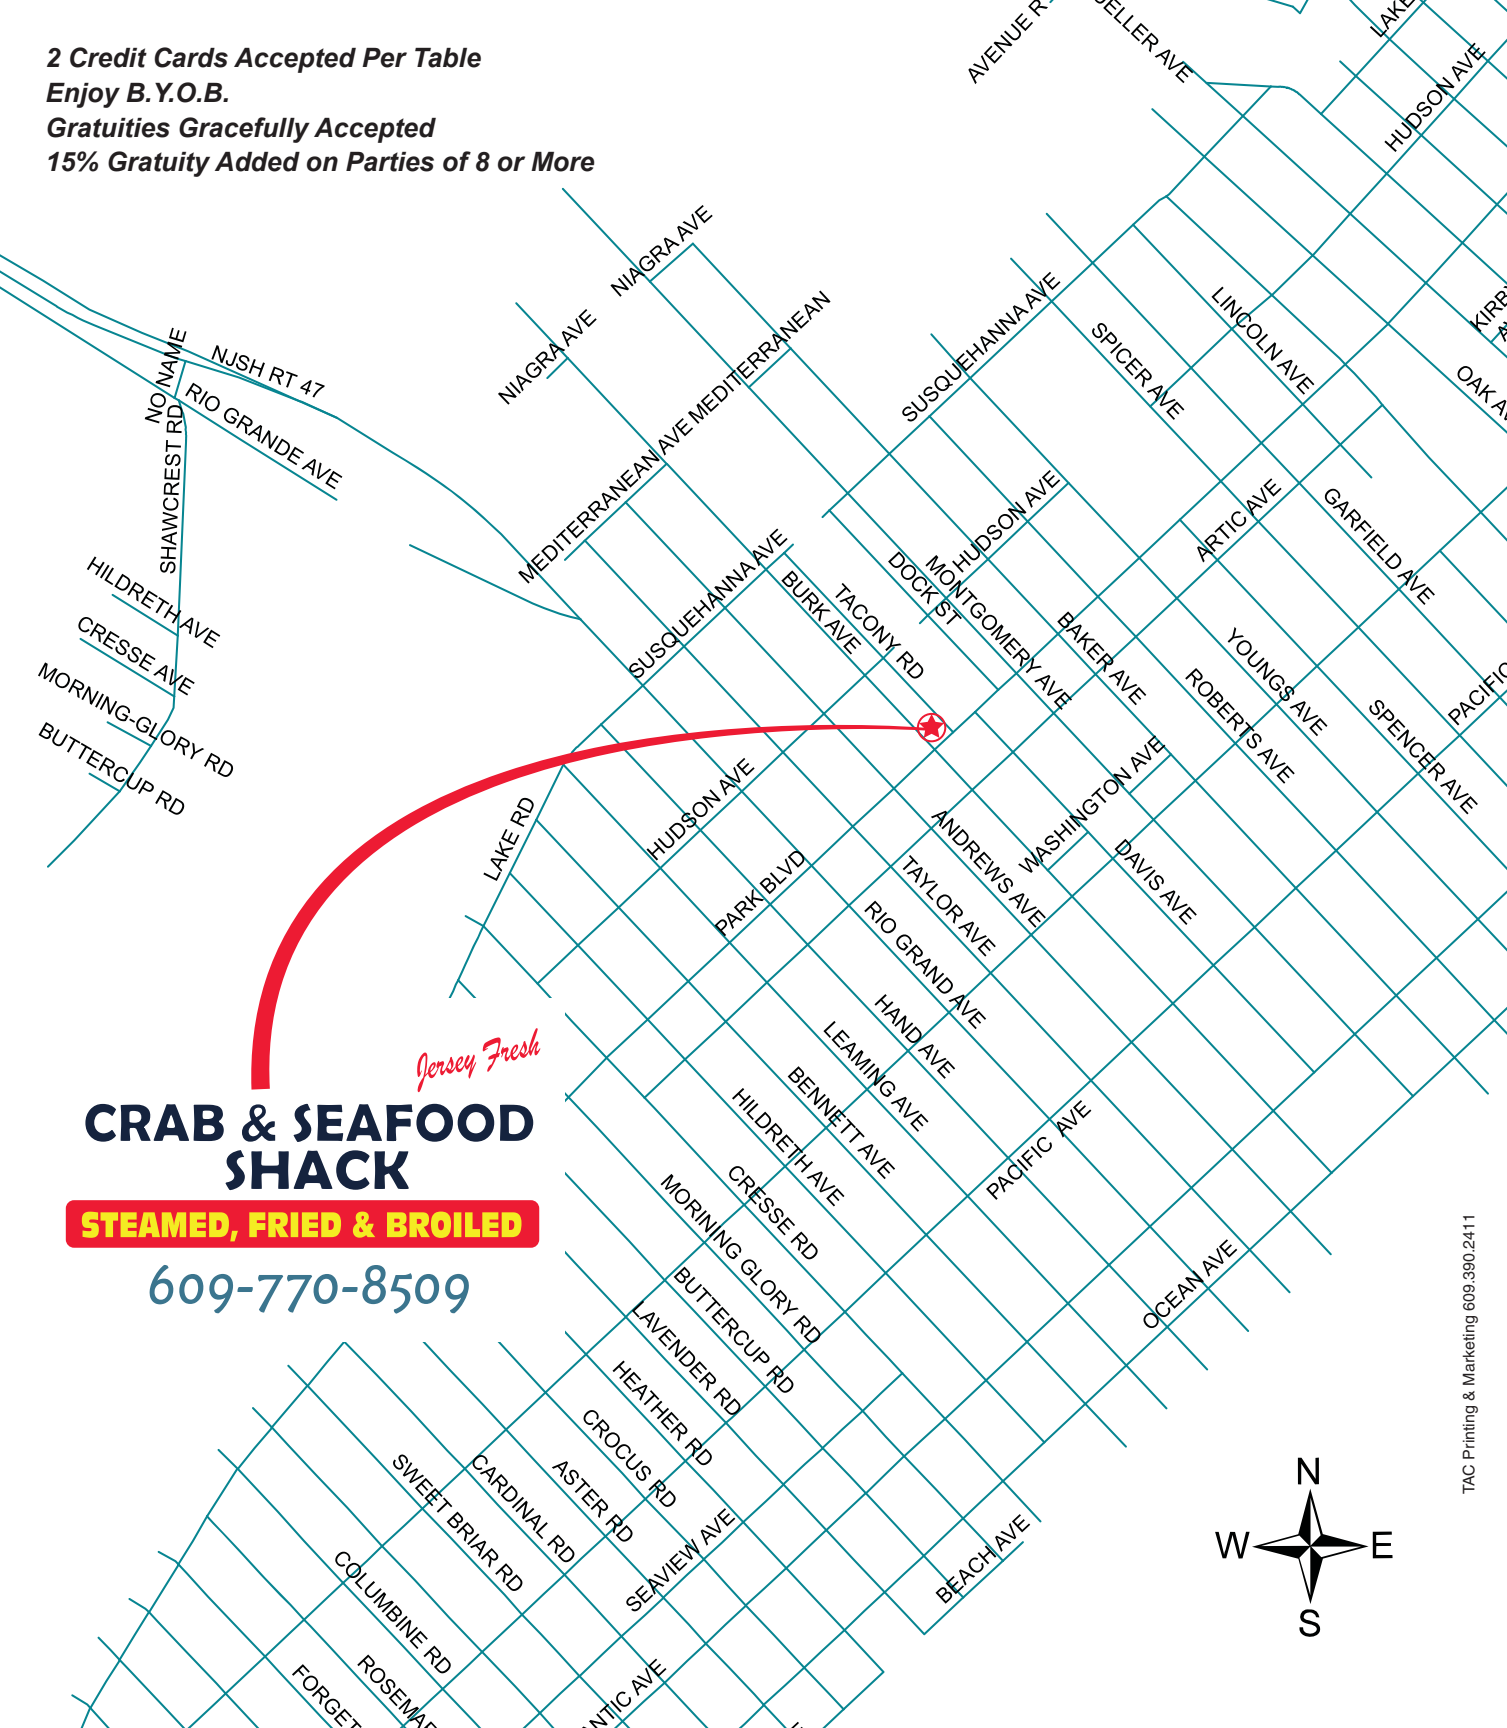 2 Credit Cards Accepted Per Table
Enjoy B.Y.O.B.
Gratuities Gracefully Accepted
15% Gratuity Added on Parties of 8 or More
AVENUE R
LAKE
HUDSON AVE
NIAGRA AVE
NIAGRA AVE
MEDITERRANEAN
MEDITERRANEAN AVE
SUSQUEHANNA AVE
SPICER AVE
LINCOLN AVE
OAK
NO NAME
NJSH RT 47
RIO GRANDE AVE
SHAWCREST RD
HILDRETH AVE
CRESSE AVE
MORNING-GLORY RD
BUTTERCUP RD
SUSQUEHANNA AVE
BURK AVE
TACONY RD
DOCK ST
MONTGOMERY AVE
HUDSON AVE
BAKER AVE
ARTIC AVE
GARFIELD AVE
YOUNGS AVE
ROBERTS AVE
SPENCER AVE
PACIFIC
LAKE RD
HUDSON AVE
PARK BLVD
WASHINGTON AVE
ANDREWS AVE
DAVIS AVE
TAYLOR AVE
RIO GRAND AVE
HAND AVE
LEAMING AVE
BENNETT AVE
HILDRETH AVE
CRESSE RD
MORINING GLORY RD
BUTTERCUP RD
LAVENDER RD
HEATHER RD
CROCUS RD
ASTER RD
CARDINAL RD
SWEET BRIAR RD
COLUMBINE RD
PACIFIC AVE
OCEAN AVE
SEAVIEW AVE
BEACH AVE
Jersey Fresh
CRAB & SEAFOOD
SHACK
STEAMED, FRIED & BROILED
609-770-8509
N
W E
S
TAC Printing & Marketing 609.390.2411